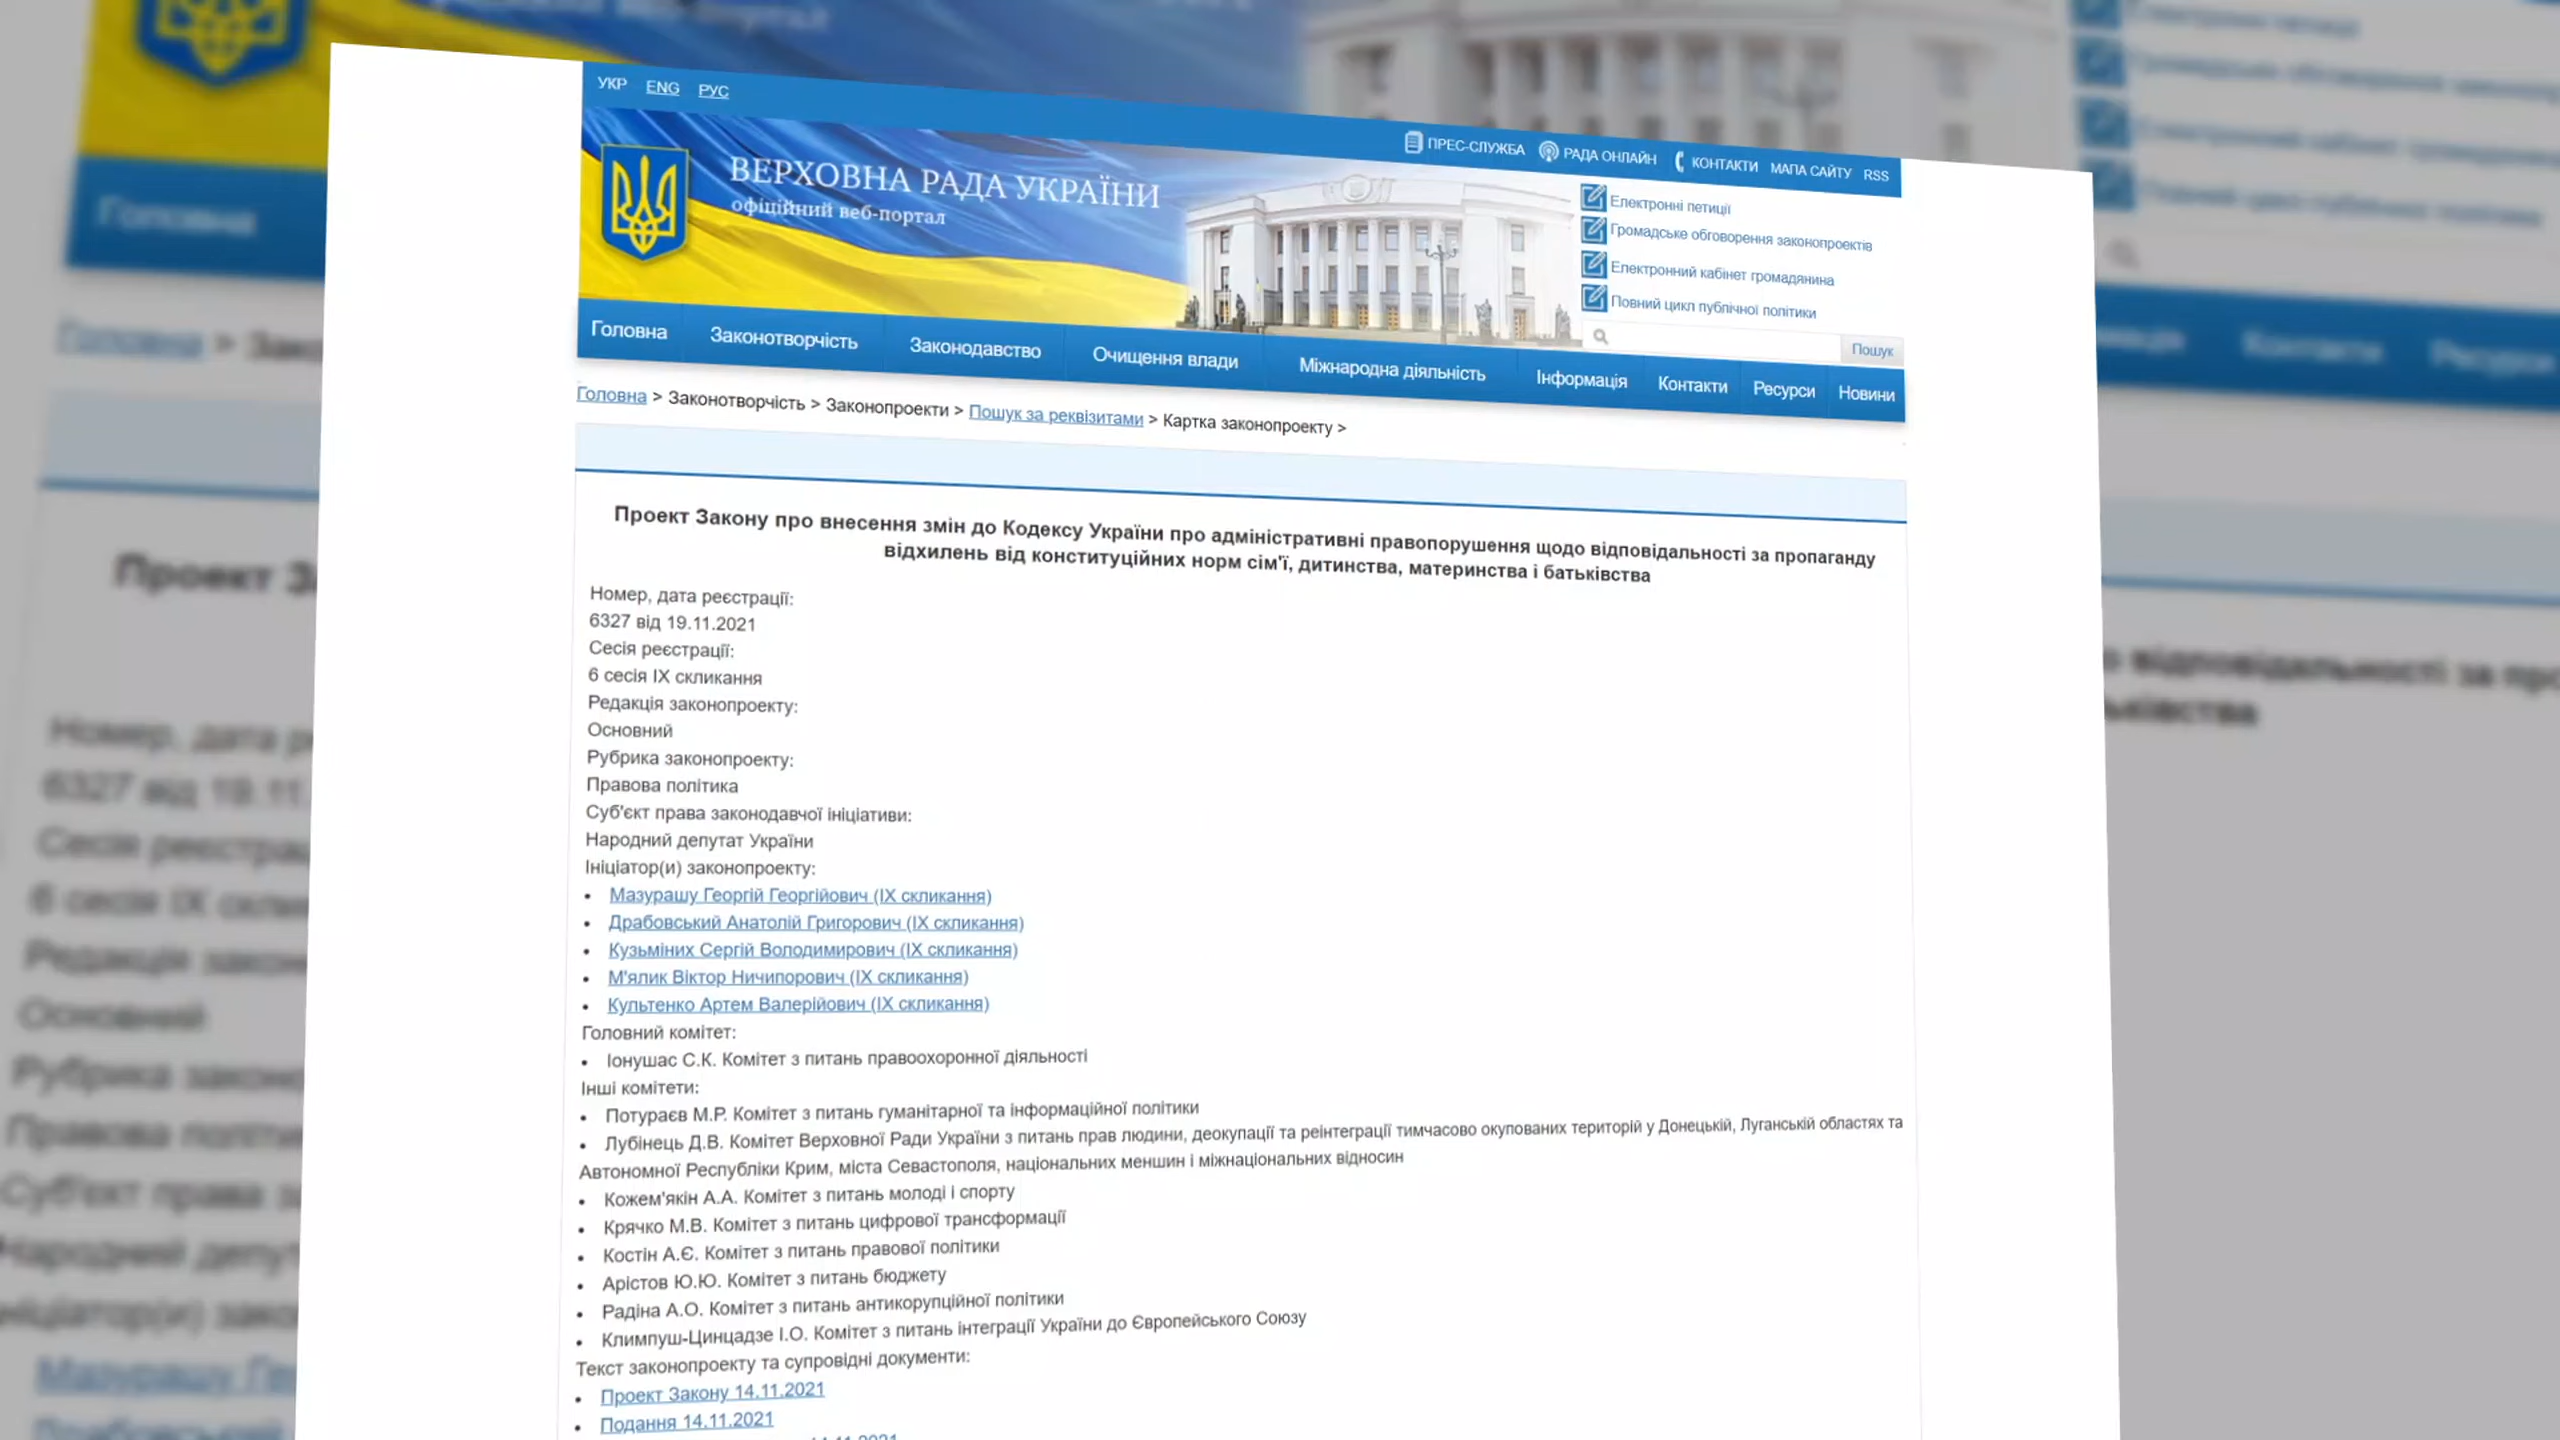 УКР ENG РУС
ПРЕС-СЛУЖБА РАДА ОНЛАЙН КОНТАКТИ МАПА САЙТУ RSS
ВЕРХОВНА РАДА УКРАЇНИ
офіційний веб-портал
Електронні петиції
Громадське обговорення законопроектів
Електронний кабінет громадянина
Повний цикл публічної політики
Пошук
Головна Законотворчість Законодавство Очищення влади Міжнародна діяльність Інформація Контакти Ресурси Новини
Головна > Законотворчість > Законопроекти > Пошук за реквізитами > Картка законопроекту >
Проект Закону про внесення змін до Кодексу України про адміністративні правопорушення щодо відповідальності за пропаганду
відхилень від конституційних норм сім'ї, дитинства, материнства і батьківства
Номер, дата реєстрації:
6327 від 19.11.2021
Сесія реєстрації:
6 сесія IX скликання
Редакція законопроекту:
Основний
Рубрика законопроекту:
Правова політика
Суб'єкт права законодавчої ініціативи:
Народний депутат України
Ініціатор(и) законопроекту:
• Мазурашу Георгій Георгійович (IX скликання)
• Драбовський Анатолій Григорович (IX скликання)
• Кузьміних Сергій Володимирович (IX скликання)
• М'ялик Віктор Ничипорович (IX скликання)
• Культенко Артем Валерійович (IX скликання)
Головний комітет:
• Іонушас С.К. Комітет з питань правоохоронної діяльності
Інші комітети:
• Потураєв М.Р. Комітет з питань гуманітарної та інформаційної політики
• Лубінець Д.В. Комітет Верховної Ради України з питань прав людини, деокупації та реінтеграції тимчасово окупованих територій у Донецькій, Луганській областях та
Автономної Республіки Крим, міста Севастополя, національних меншин і міжнаціональних відносин
• Кожем'якін А.А. Комітет з питань молоді і спорту
• Крячко М.В. Комітет з питань цифрової трансформації
• Костін А.Є. Комітет з питань правової політики
• Арістов Ю.Ю. Комітет з питань бюджету
• Радіна А.О. Комітет з питань антикорупційної політики
• Климпуш-Цинцадзе І.О. Комітет з питань інтеграції України до Європейського Союзу
Текст законопроекту та супровідні документи:
• Проект Закону 14.11.2021
• Подання 14.11.2021